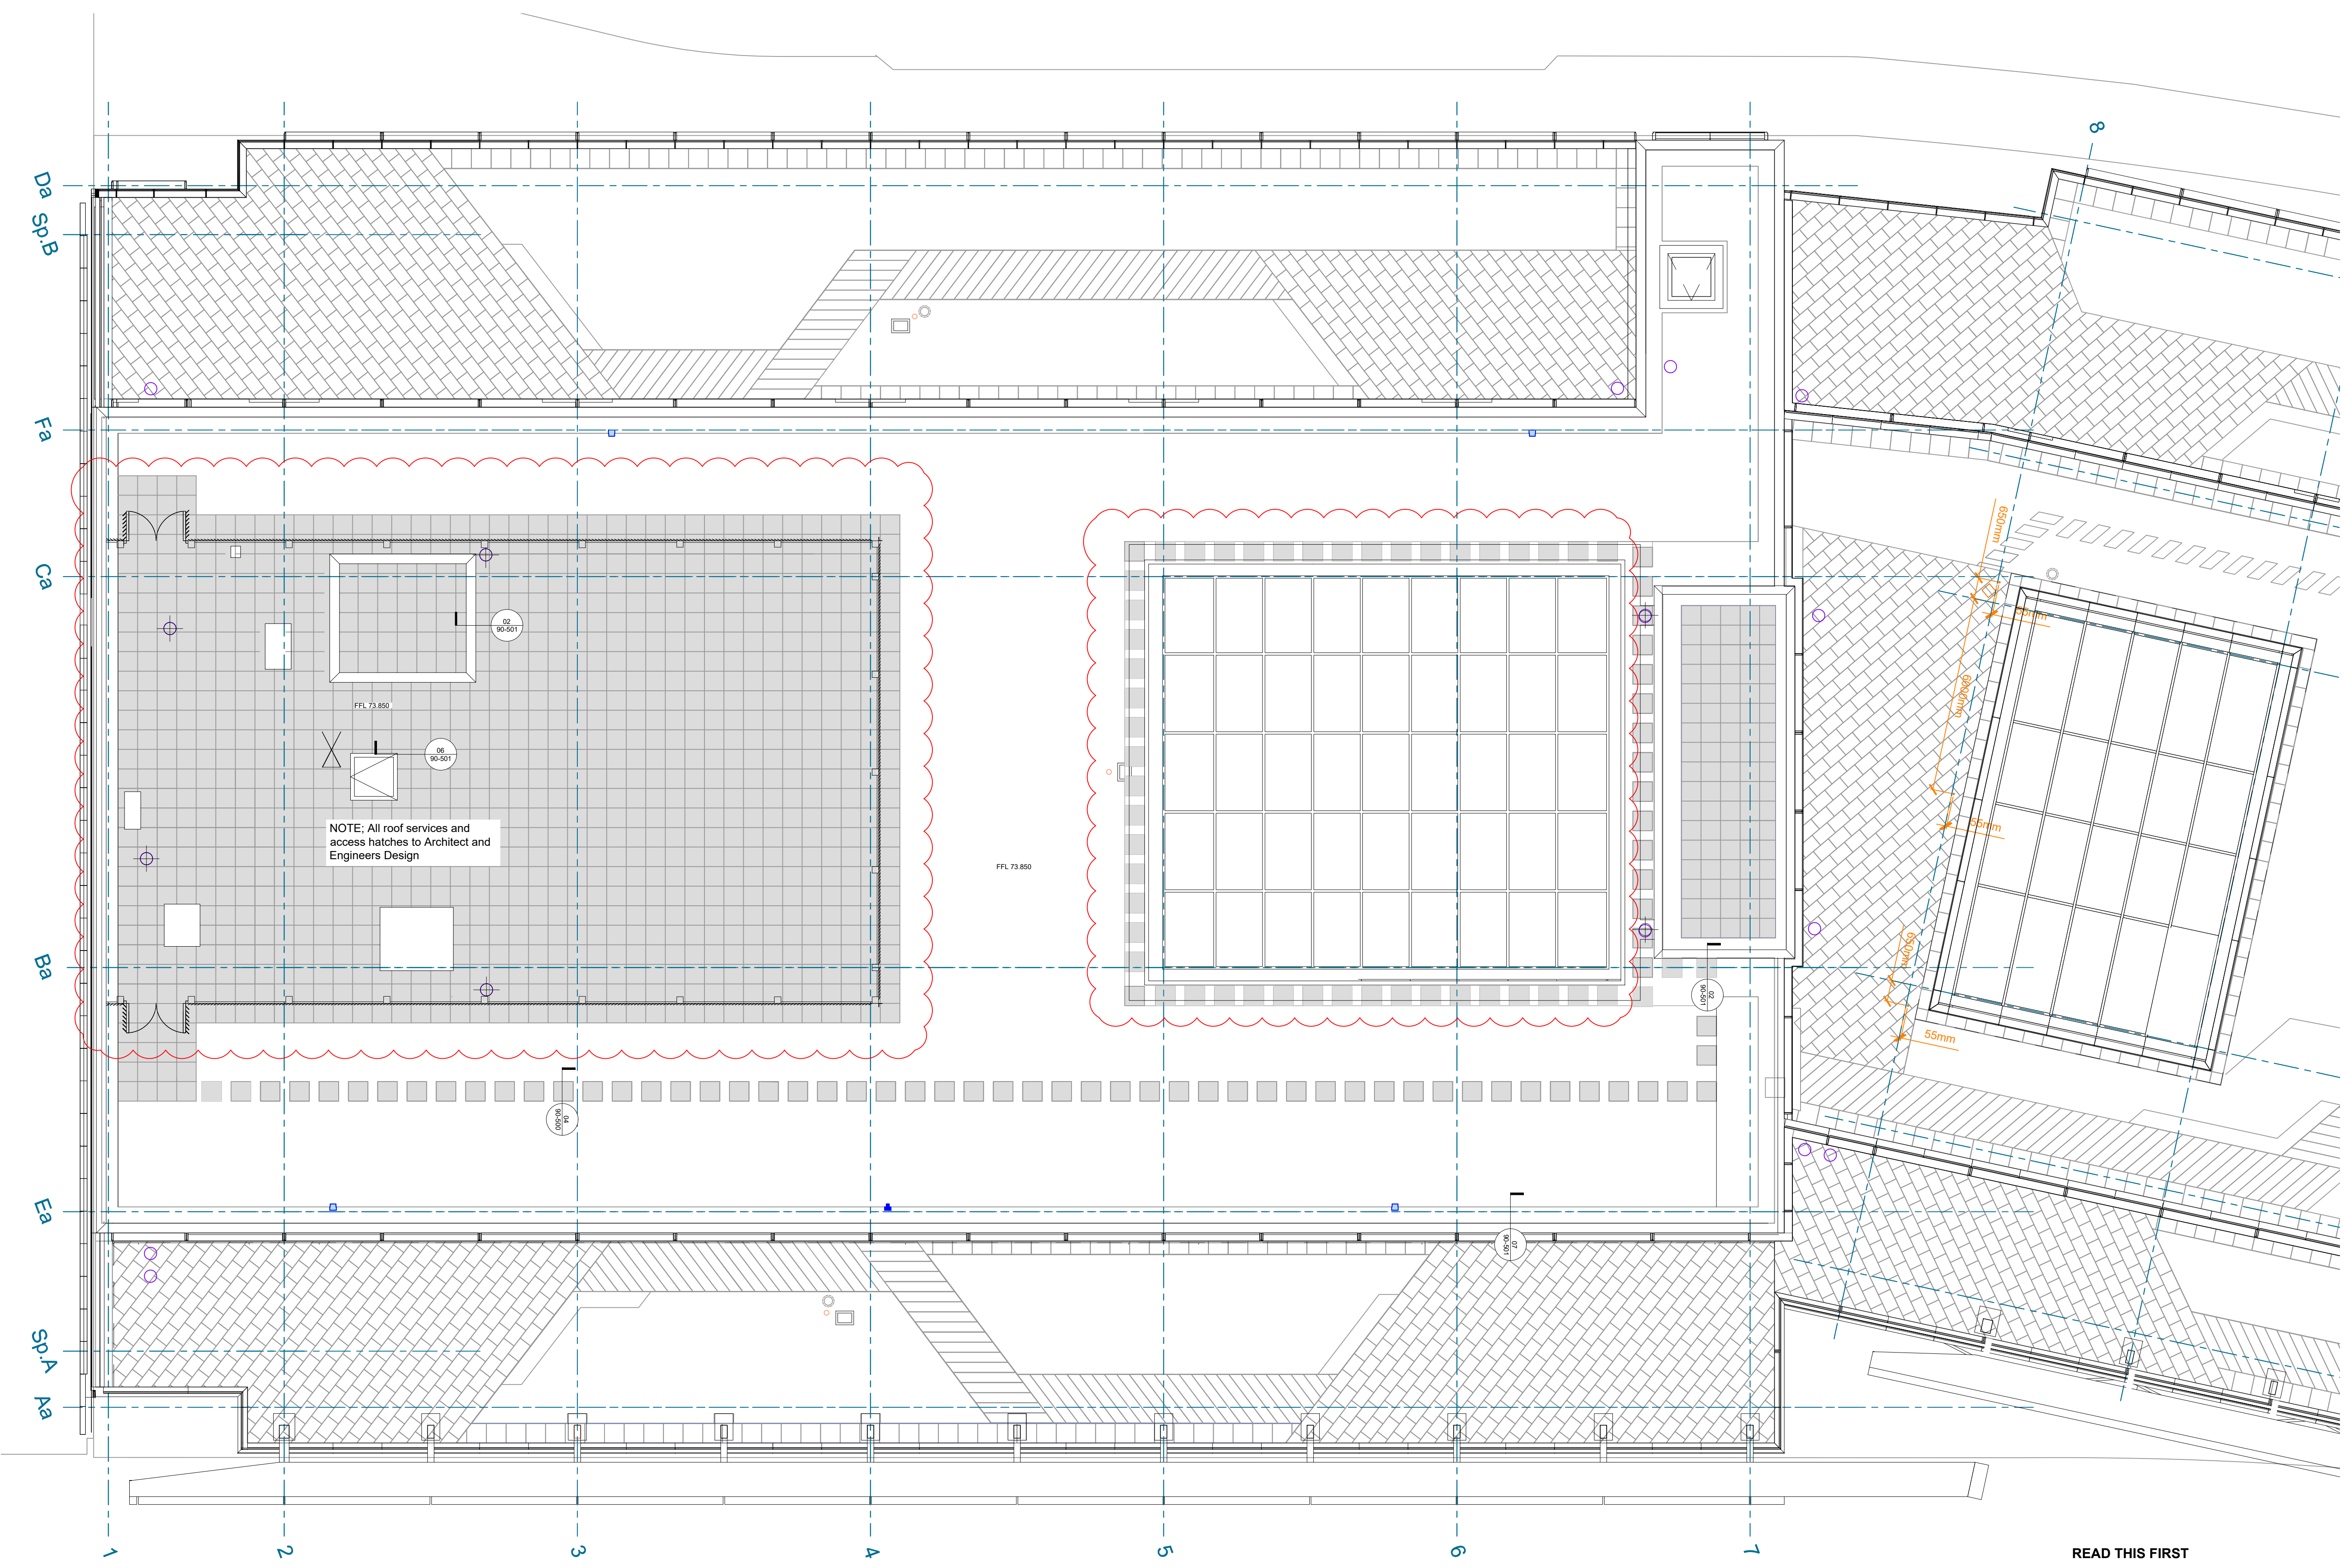 8
Da
Sp.B
Fa
650mm
Ca
55mm
02
90-501
600mm
FFL 73.850
06
90-501
NOTE; All roof services and
access hatches to Architect and
Engineers Design
55mm
FFL 73.850
650mm
Ba
02
90-501
55mm
04
90-500
Ea
07
90-501
Sp.A
Aa
1
2
3
4
5
6
7
READ THIS FIRST